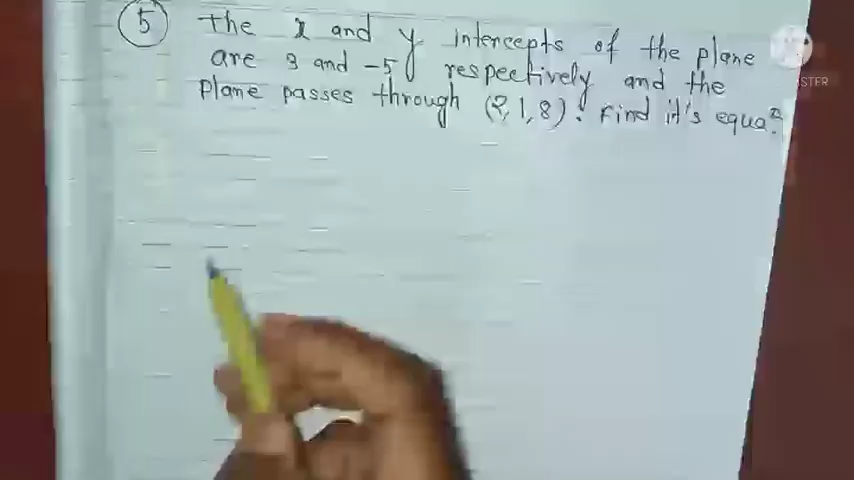 5 The x and y intercepts of the plane
are 3 and -5 respectively and the
plane passes through (2,1,8). Find it's equaⁿ.